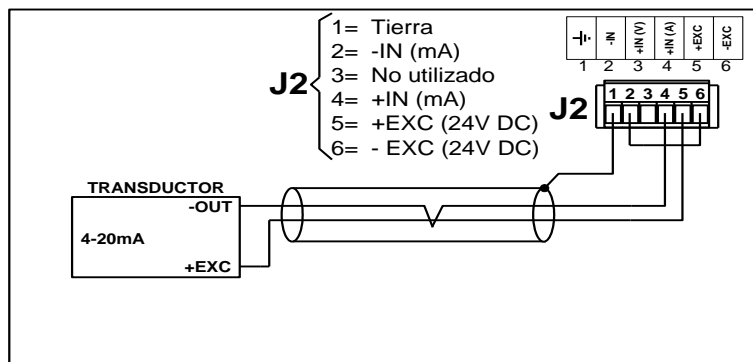 J2
1= Tierra
2= -IN (mA)
3= No utilizado
4= +IN (mA)
5= +EXC (24V DC)
6= - EXC (24V DC)
-IN
+IN (V)
+IN (A)
+EXC
-EXC
1 2 3 4 5 6
J2
1 2 3 4 5 6
TRANSDUCTOR
-OUT
4-20mA
+EXC